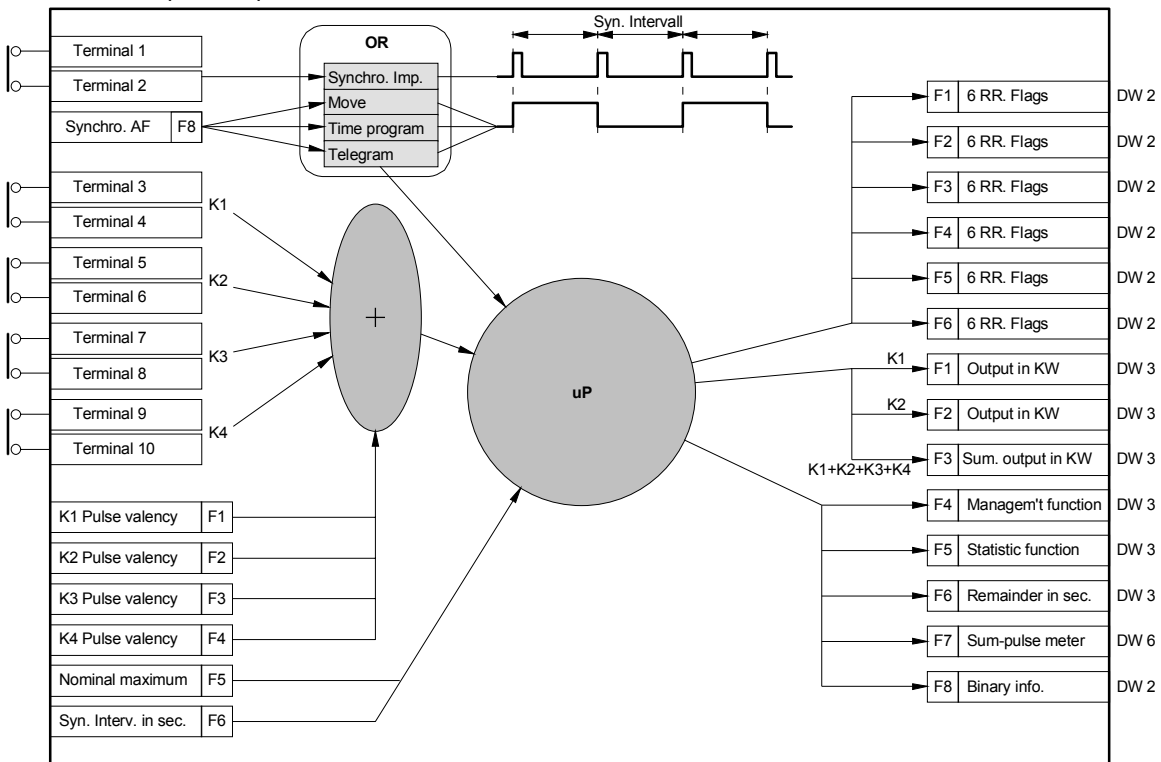 Syn. Intervall
OR
Terminal 1
Terminal 2
Synchro. AF F8
Synchro. Imp.
Move
Time program
Telegram
Terminal 3
Terminal 4
K1
Terminal 5
Terminal 6
K2
Terminal 7
Terminal 8
K3
Terminal 9
Terminal 10
K4
+
uP
K1 Pulse valency F1
K2 Pulse valency F2
K3 Pulse valency F3
K4 Pulse valency F4
Nominal maximum F5
Syn. Interv. in sec. F6
F1 6 RR. Flags DW 2
F2 6 RR. Flags DW 2
F3 6 RR. Flags DW 2
F4 6 RR. Flags DW 2
F5 6 RR. Flags DW 2
F6 6 RR. Flags DW 2
K1 F1 Output in KW DW 3
K2 F2 Output in KW DW 3
K1+K2+K3+K4 F3 Sum. output in KW DW 3
F4 Managem't function DW 3
F5 Statistic function DW 3
F6 Remainder in sec. DW 3
F7 Sum-pulse meter DW 6
F8 Binary info. DW 2